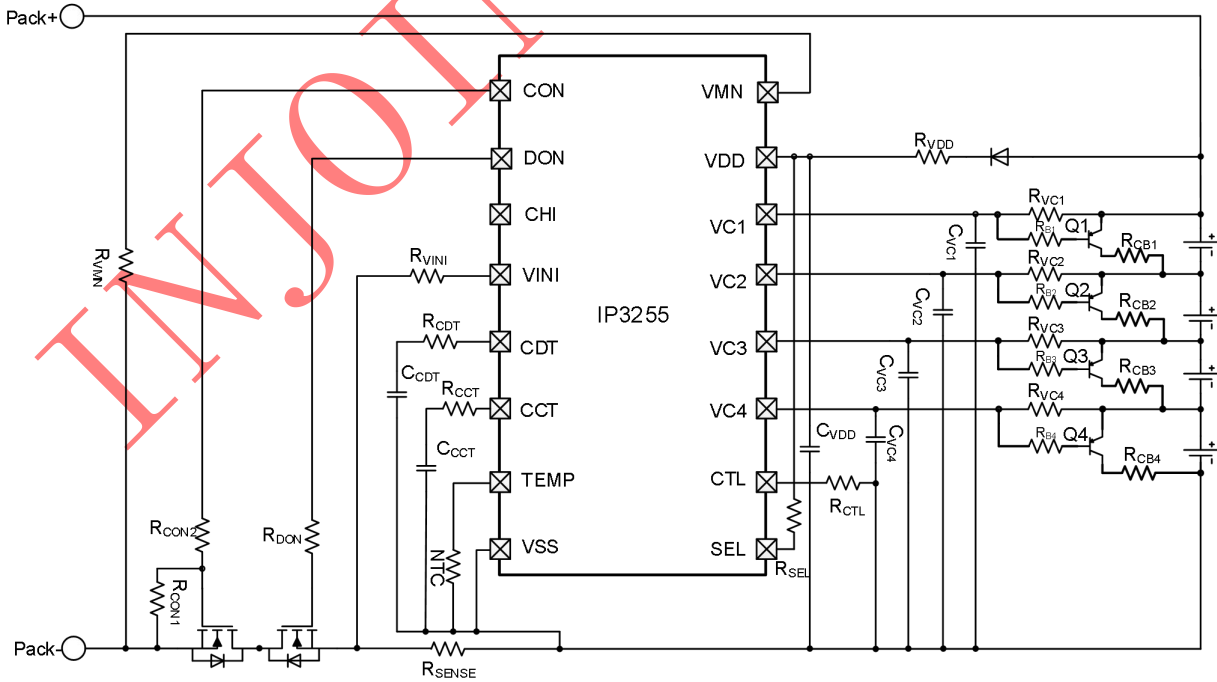 Pack+
INJOI
CON
VMN
DON
VDD
RVDD
CHI
VC1
RVC1
RB1
Q1
RCB1
CVC1
RVMN
RVINI
VINI
VC2
RVC2
RB2
Q2
RCB2
CVC2
IP3255
RCDT
CDT
VC3
RVC3
RB3
Q3
RCB3
CVC3
CCDT
RCCT
CCT
VC4
RVC4
RB4
Q4
RCB4
CVC4
CVDD
CCCT
TEMP
CTL
RCTL
RCON2
RDON
NTC
VSS
SEL
RSEL
RCON1
Pack-
RSENSE
+
-
+
-
+
-
+
-